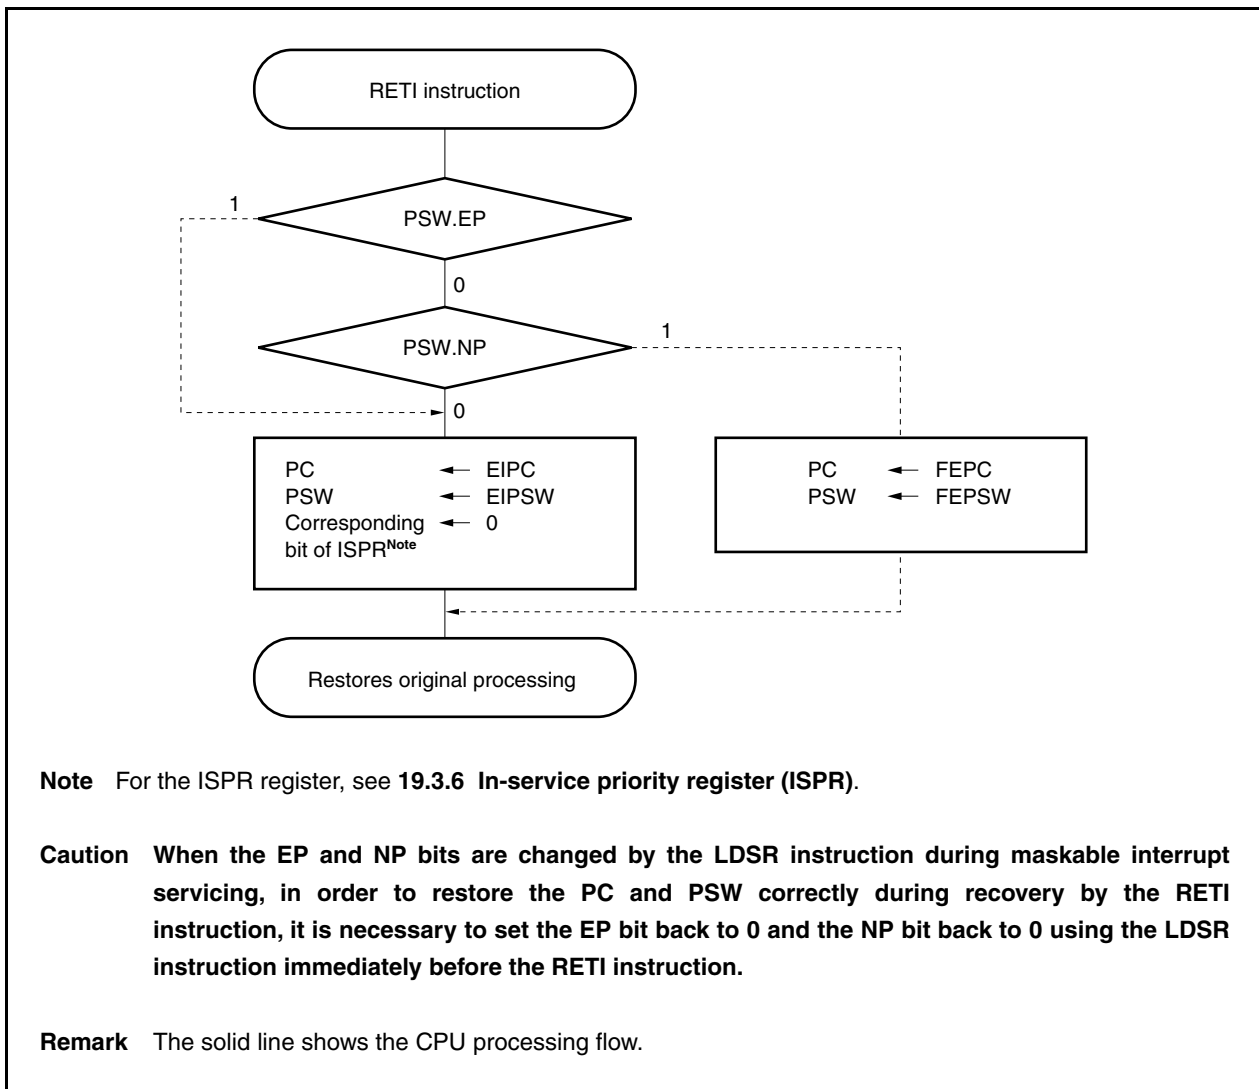 RETI instruction
1
PSW.EP
0
1
PSW.NP
0
PC ← EIPC
PSW ← EIPSW
Corresponding ← 0
bit of ISPRNote
PC ← FEPC
PSW ← FEPSW
Restores original processing
Note For the ISPR register, see 19.3.6 In-service priority register (ISPR).
Caution When the EP and NP bits are changed by the LDSR instruction during maskable interrupt
servicing, in order to restore the PC and PSW correctly during recovery by the RETI
instruction, it is necessary to set the EP bit back to 0 and the NP bit back to 0 using the LDSR
instruction immediately before the RETI instruction.
Remark The solid line shows the CPU processing flow.